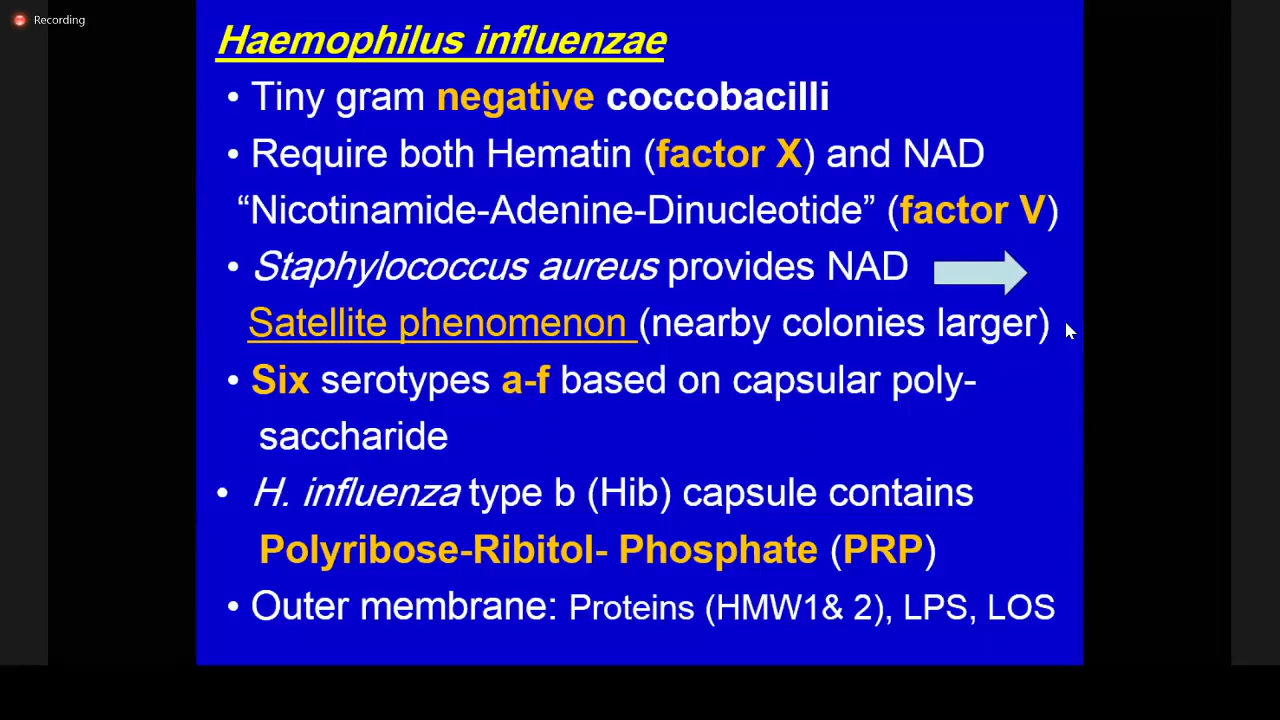 Recording
Haemophilus influenzae
• Tiny gram negative coccobacilli
• Require both Hematin (factor X) and NAD
“Nicotinamide-Adenine-Dinucleotide” (factor V)
• Staphylococcus aureus provides NAD
Satellite phenomenon (nearby colonies larger)
• Six serotypes a-f based on capsular poly-
saccharide
• H. influenza type b (Hib) capsule contains
Polyribose-Ribitol- Phosphate (PRP)
• Outer membrane: Proteins (HMW1& 2), LPS, LOS